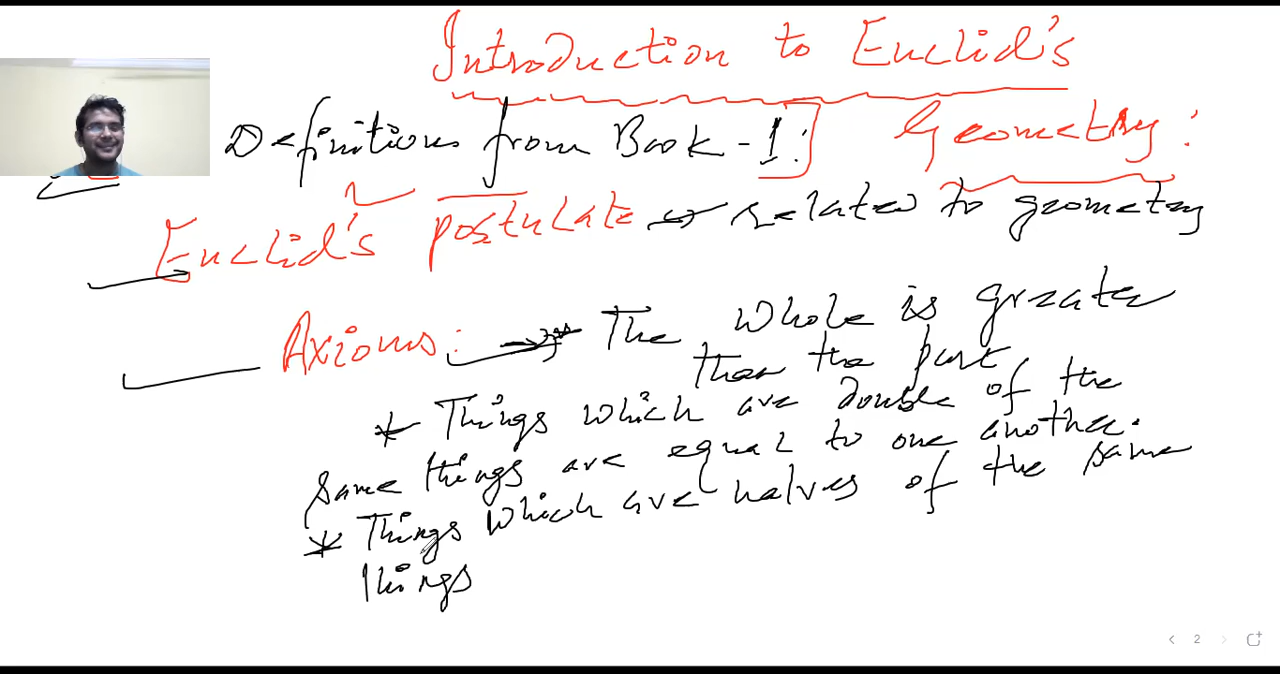 Introduction to Euclid's
Geometry:
Definitions from Book-1:
Euclid's postulate related to geometry
Axioms: The whole is greater
than the part
* Things which are double of the
same things are equal to one another.
* Things which are halves of the same
things
2